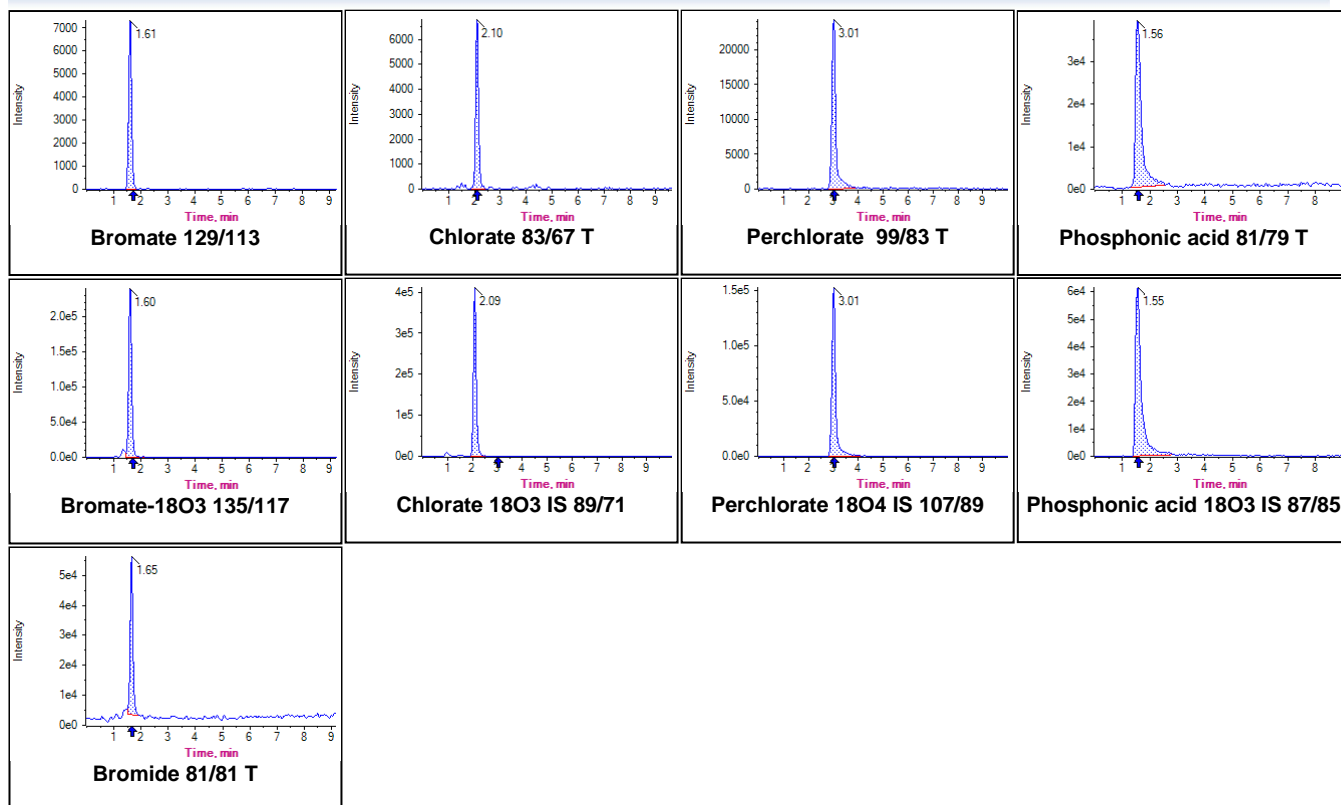 7000
6000
5000
4000
3000
2000
1000
0
Intensity
1.61
1 2 3 4 5 6 7 8 9
Time, min
Bromate 129/113
6000
5000
4000
3000
2000
1000
0
Intensity
2.10
1 2 3 4 5 6 7 8 9
Time, min
Chlorate 83/67 T
20000
15000
10000
5000
0
Intensity
3.01
1 2 3 4 5 6 7 8 9
Time, min
Perchlorate 99/83 T
3e4
2e4
1e4
0e0
Intensity
1.56
1 2 3 4 5 6 7 8
Time, min
Phosphonic acid 81/79 T
2.0e5
1.5e5
1.0e5
5.0e4
0.0e0
Intensity
1.60
1 2 3 4 5 6 7 8 9
Time, min
Bromate-18O3 135/117
4e5
3e5
2e5
1e5
0e0
Intensity
2.09
1 2 3 4 5 6 7 8 9
Time, min
Chlorate 18O3 IS 89/71
1.5e5
1.0e5
5.0e4
0.0e0
Intensity
3.01
1 2 3 4 5 6 7 8 9
Time, min
Perchlorate 18O4 IS 107/89
6e4
5e4
4e4
3e4
2e4
1e4
0e0
Intensity
1.55
1 2 3 4 5 6 7 8
Time, min
Phosphonic acid 18O3 IS 87/85
5e4
4e4
3e4
2e4
1e4
0e0
Intensity
1.65
1 2 3 4 5 6 7 8 9
Time, min
Bromide 81/81 T